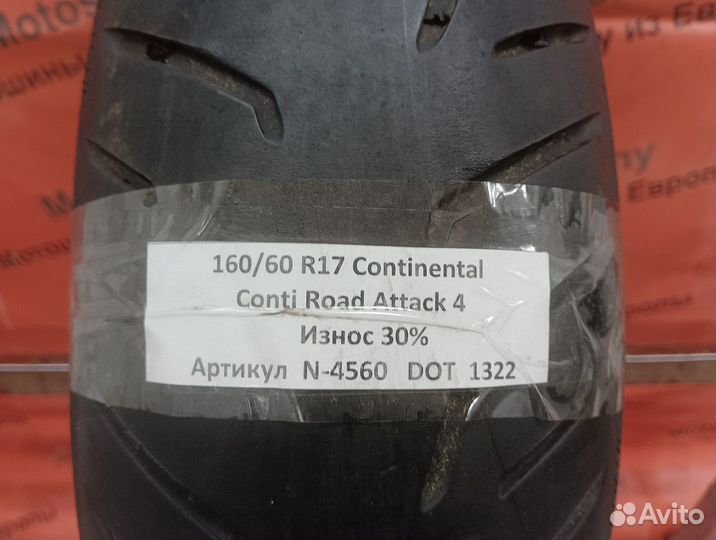 160/60 R17 Continental
Conti Road Attack 4
Износ 30%
Артикул N-4560 DOT 1322
Avito